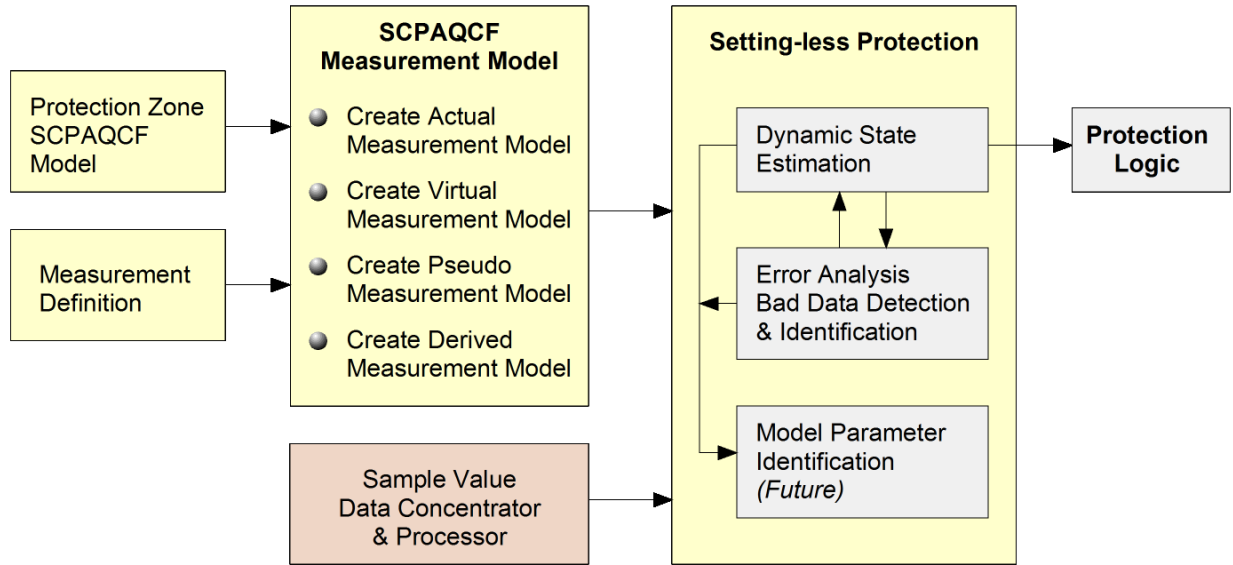 Protection Zone
SCPAQCF
Model
Measurement
Definition
SCPAQCF
Measurement Model
Create Actual
Measurement Model
Create Virtual
Measurement Model
Create Pseudo
Measurement Model
Create Derived
Measurement Model
Sample Value
Data Concentrator
& Processor
Setting-less Protection
Dynamic State
Estimation
Error Analysis
Bad Data Detection
& Identification
Model Parameter
Identification
(Future)
Protection
Logic